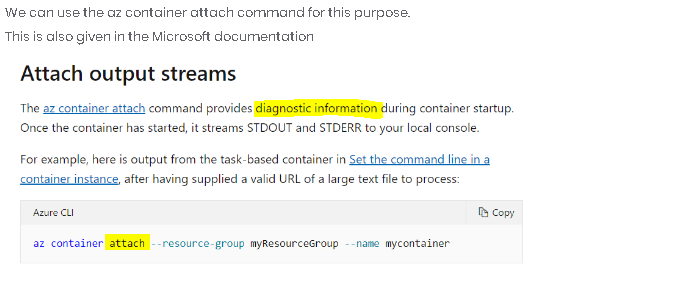 We can use the az container attach command for this purpose.
This is also given in the Microsoft documentation
Attach output streams
The az container attach command provides diagnostic information during container startup.
Once the container has started, it streams STDOUT and STDERR to your local console.
For example, here is output from the task-based container in Set the command line in a
container instance, after having supplied a valid URL of a large text file to process:
Azure CLI Copy
az container attach --resource-group myResourceGroup --name mycontainer